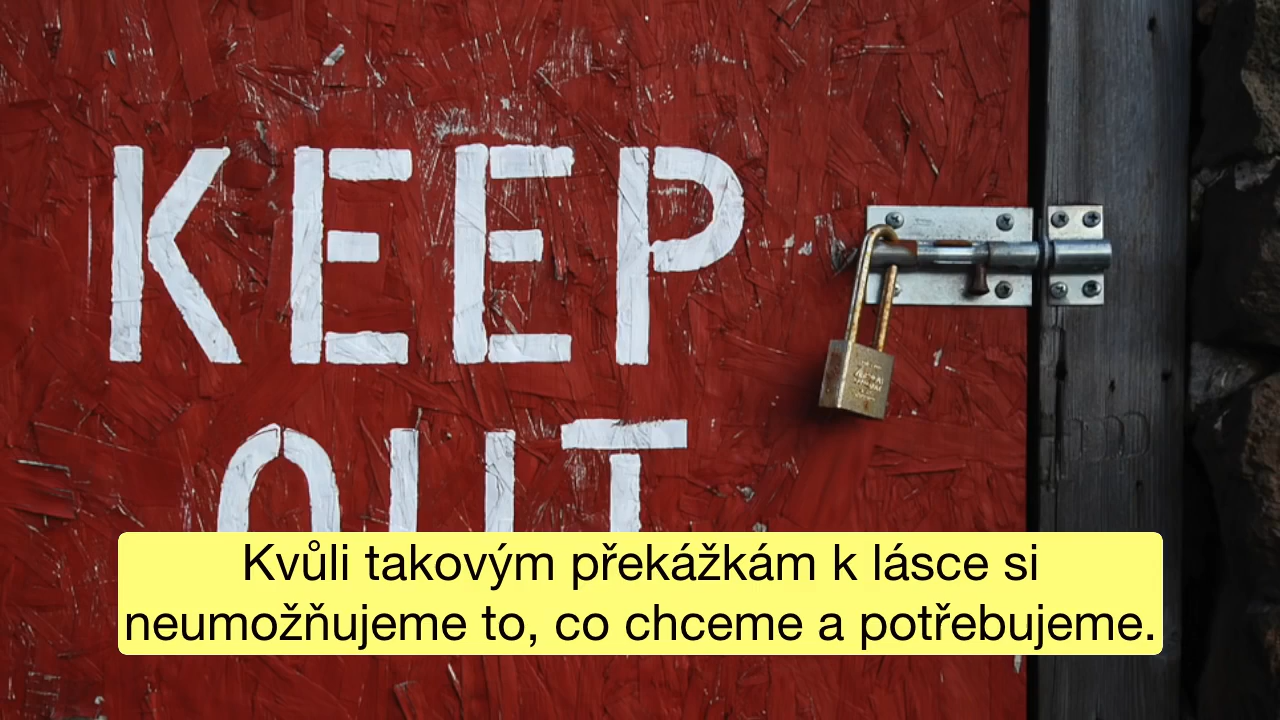 KEEP
OUT
Kvůli takovým překážkám k lásce si
neumožňujeme to, co chceme a potřebujeme.